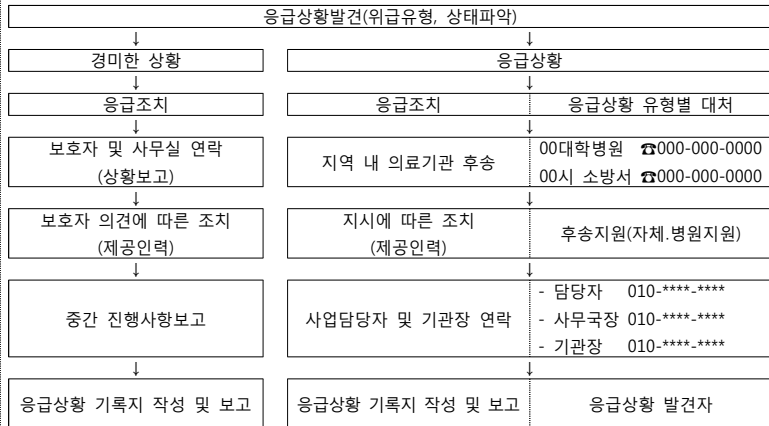 응급상황발견(위급유형, 상태파악)
↓ ↓
경미한 상황 응급상황
↓ ↓
응급조치 응급조치 응급상황 유형별 대처
↓ ↓
보호자 및 사무실 연락
(상황보고)
지역 내 의료기관 후송
00대학병원 ☎000-000-0000
00시 소방서 ☎000-000-0000
↓ ↓
보호자 의견에 따른 조치
(제공인력)
지시에 따른 조치
(제공인력)
후송지원(자체.병원지원)
↓ ↓
중간 진행사항보고
사업담당자 및 기관장 연락
- 담당자 010-****-****
- 사무국장 010-****-****
- 기관장 010-****-****
↓ ↓
응급상황 기록지 작성 및 보고 응급상황 기록지 작성 및 보고 응급상황 발견자